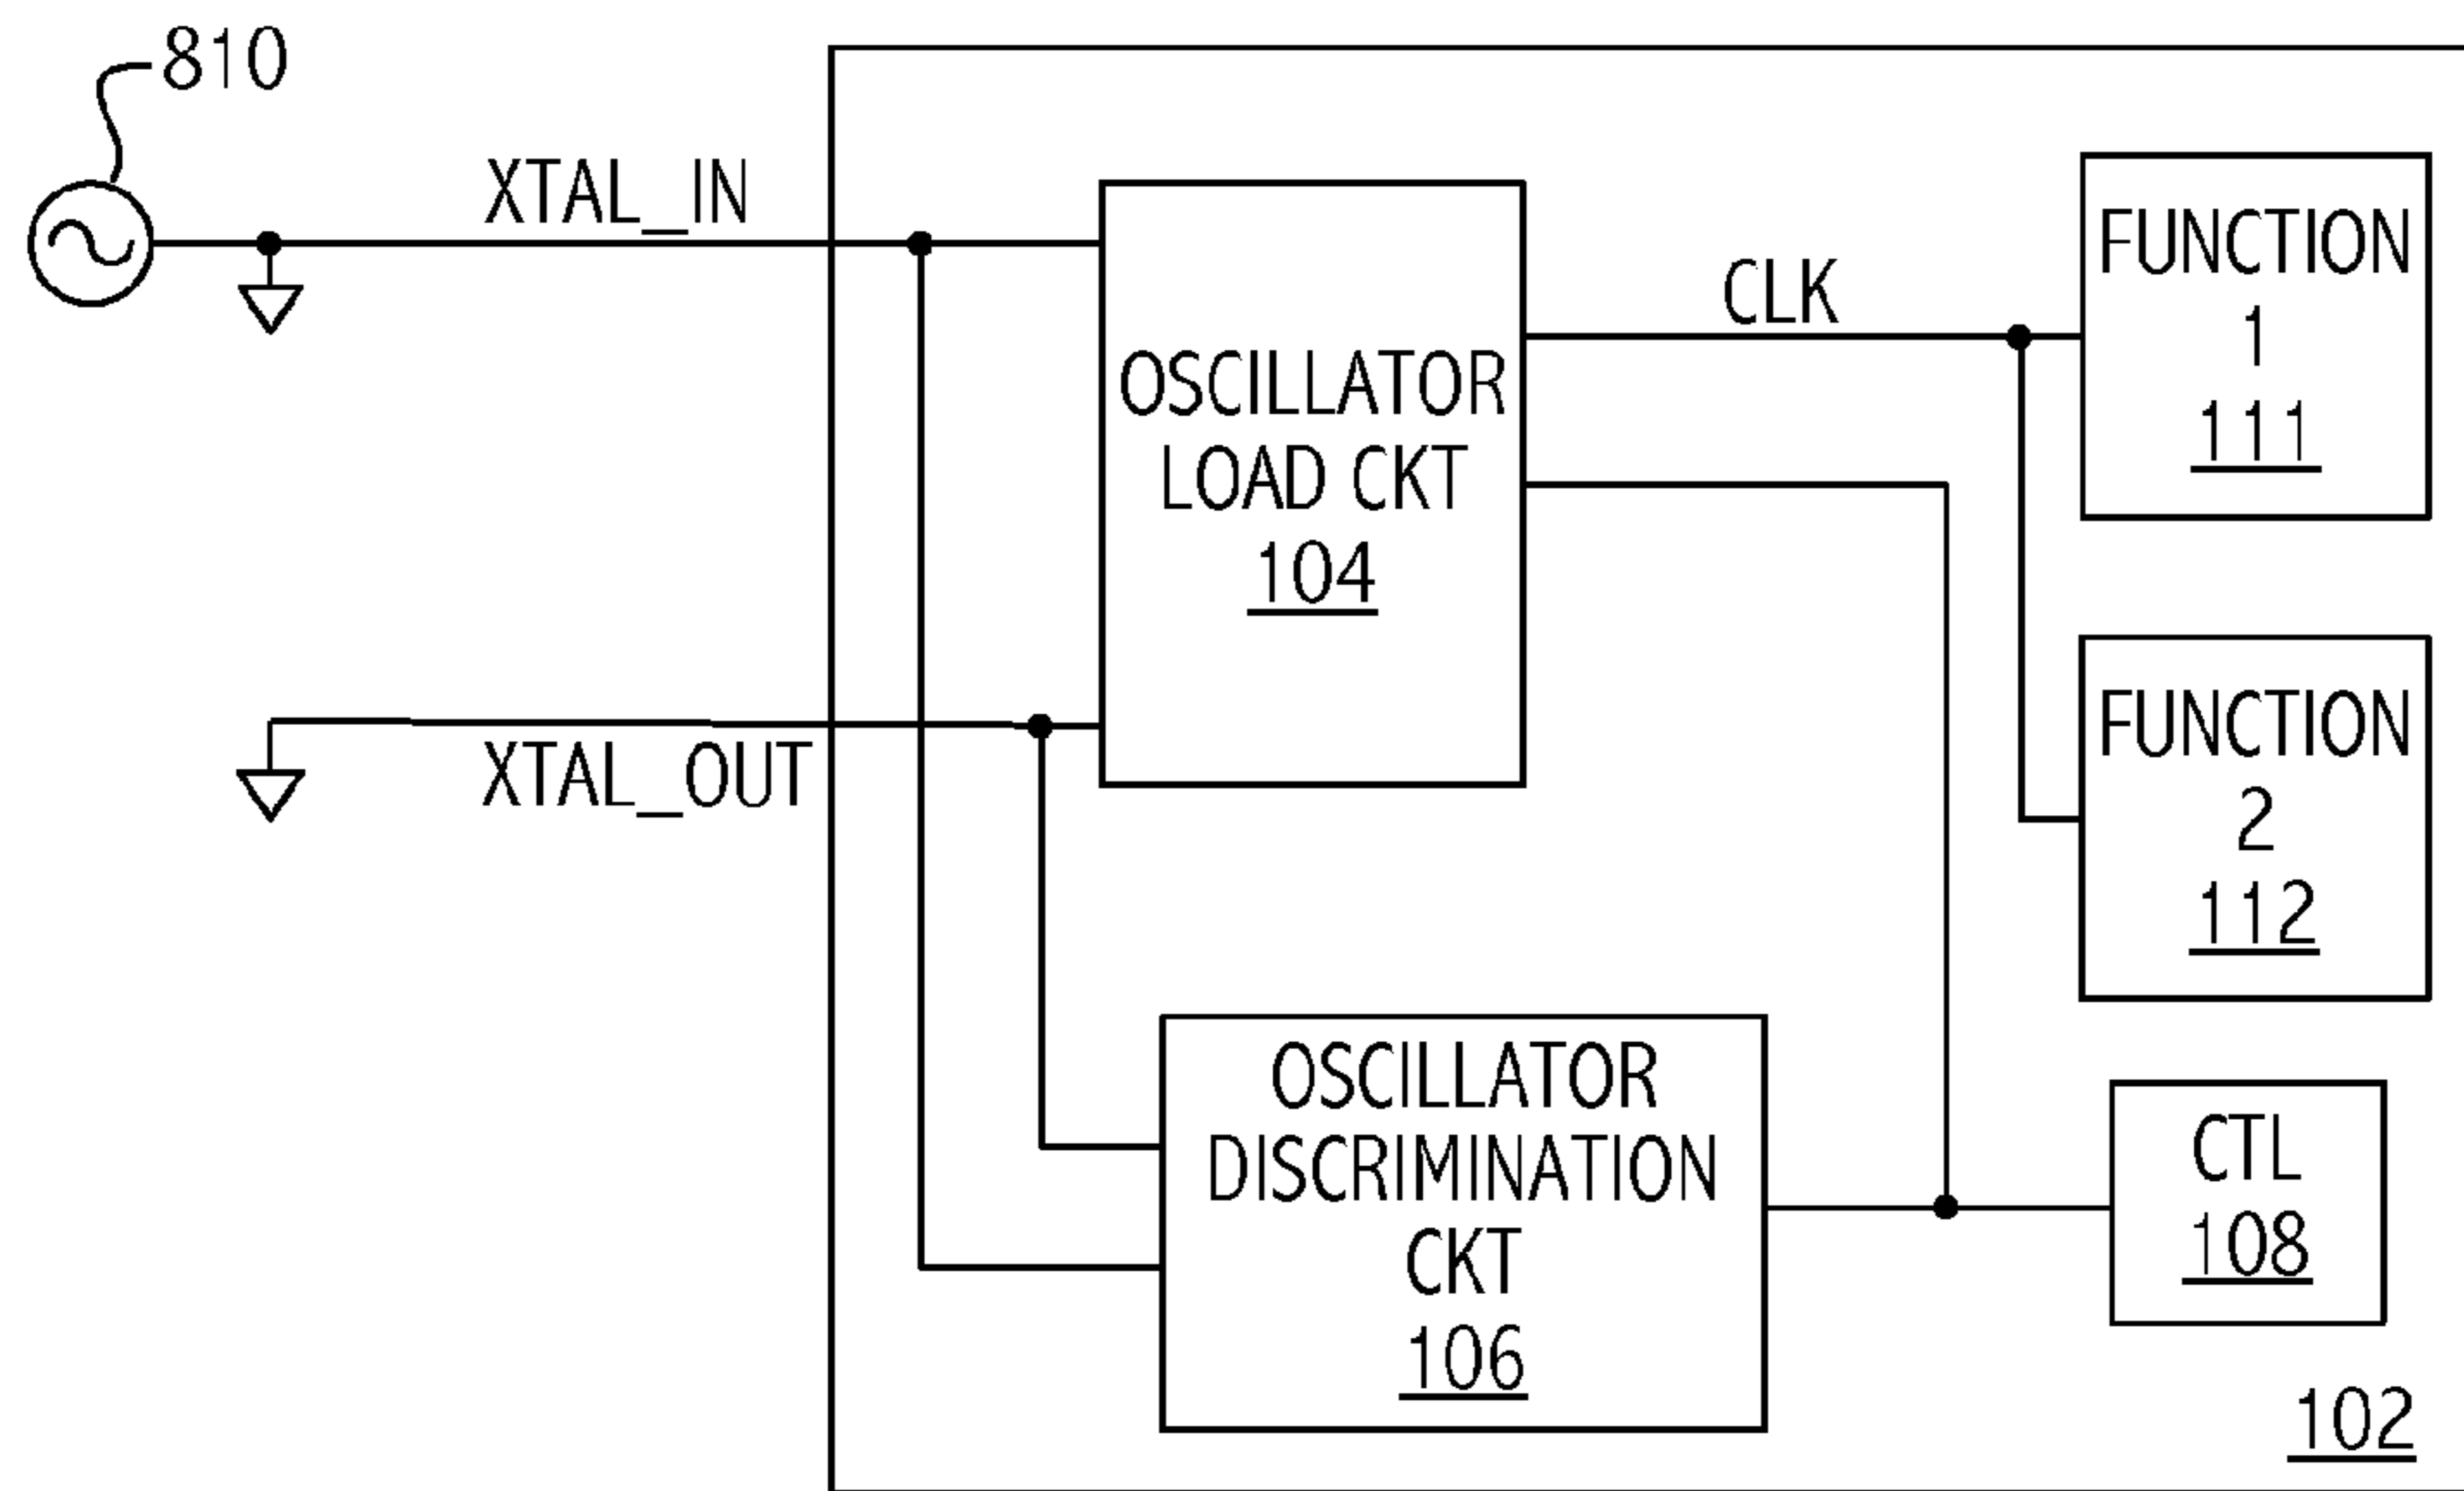 810
XTAL_IN
XTAL_OUT
OSCILLATOR
LOAD CKT
104
CLK
FUNCTION
1
111
FUNCTION
2
112
OSCILLATOR
DISCRIMINATION
CKT
106
CTL
108
102